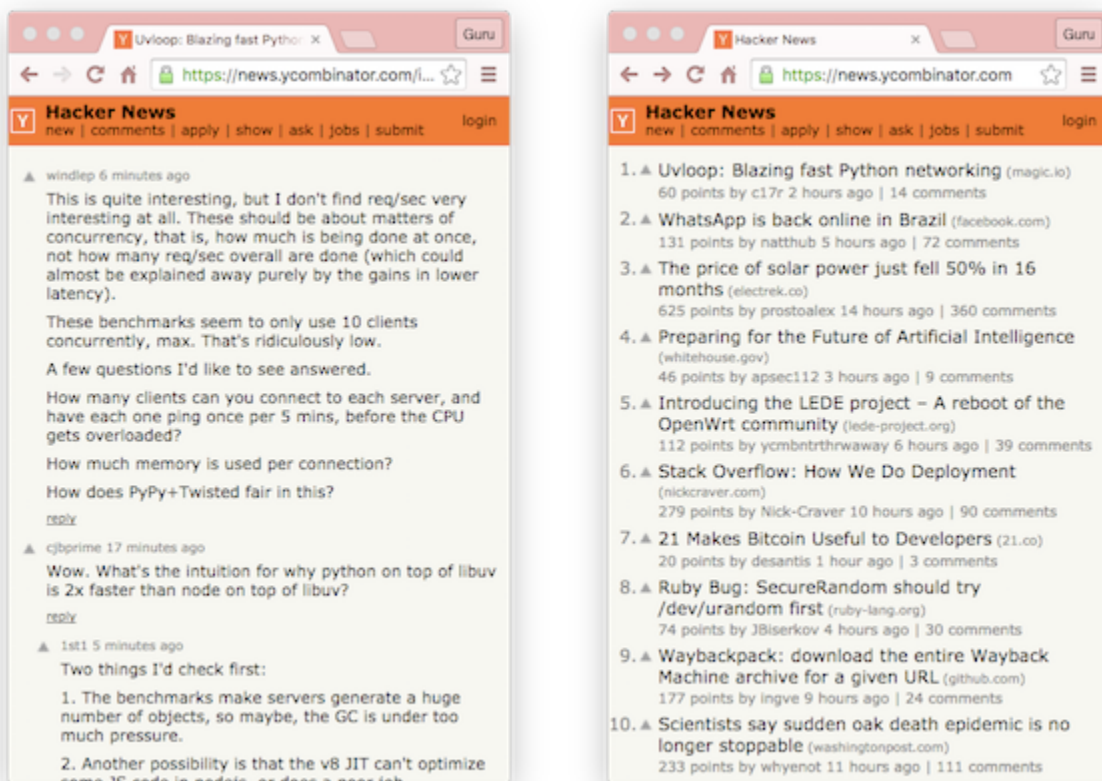 Uvloop: Blazing fast Python
Guru
https://news.ycombinator.com/i...
Y
Hacker News
new | comments | apply | show | ask | jobs | submit
login
windlep 6 minutes ago
This is quite interesting, but I don't find req/sec very
interesting at all. These should be about matters of
concurrency, that is, how much is being done at once,
not how many req/sec overall are done (which could
almost be explained away purely by the gains in lower
latency).
These benchmarks seem to only use 10 clients
concurrently, max. That's ridiculously low.
A few questions I'd like to see answered.
How many clients can you connect to each server, and
have each one ping once per 5 mins, before the CPU
gets overloaded?
How much memory is used per connection?
How does PyPy+Twisted fair in this?
reply
cjbprime 17 minutes ago
Wow. What's the intuition for why python on top of libuv
is 2x faster than node on top of libuv?
reply
1st1 5 minutes ago
Two things I'd check first:
1. The benchmarks make servers generate a huge
number of objects, so maybe, the GC is under too
much pressure.
2. Another possibility is that the v8 JIT can't optimize
some JS code in nodejs, or does a poor job
Hacker News
Guru
https://news.ycombinator.com
Y
Hacker News
new | comments | apply | show | ask | jobs | submit
login
1. Uvloop: Blazing fast Python networking (magic.io)
60 points by c17r 2 hours ago | 14 comments
2. WhatsApp is back online in Brazil (facebook.com)
131 points by natthub 5 hours ago | 72 comments
3. The price of solar power just fell 50% in 16
months (electrek.co)
625 points by prostoalex 14 hours ago | 360 comments
4. Preparing for the Future of Artificial Intelligence
(whitehouse.gov)
46 points by apsec112 3 hours ago | 9 comments
5. Introducing the LEDE project – A reboot of the
OpenWrt community (lede-project.org)
112 points by ycmbntrthrwaway 6 hours ago | 39 comments
6. Stack Overflow: How We Do Deployment
(nickcraver.com)
279 points by Nick-Craver 10 hours ago | 90 comments
7. 21 Makes Bitcoin Useful to Developers (21.co)
20 points by desantis 1 hour ago | 3 comments
8. Ruby Bug: SecureRandom should try
/dev/urandom first (ruby-lang.org)
74 points by JBiserkov 4 hours ago | 30 comments
9. Waybackpack: download the entire Wayback
Machine archive for a given URL (github.com)
177 points by ingve 9 hours ago | 24 comments
10. Scientists say sudden oak death epidemic is no
longer stoppable (washingtonpost.com)
233 points by whyenot 11 hours ago | 111 comments